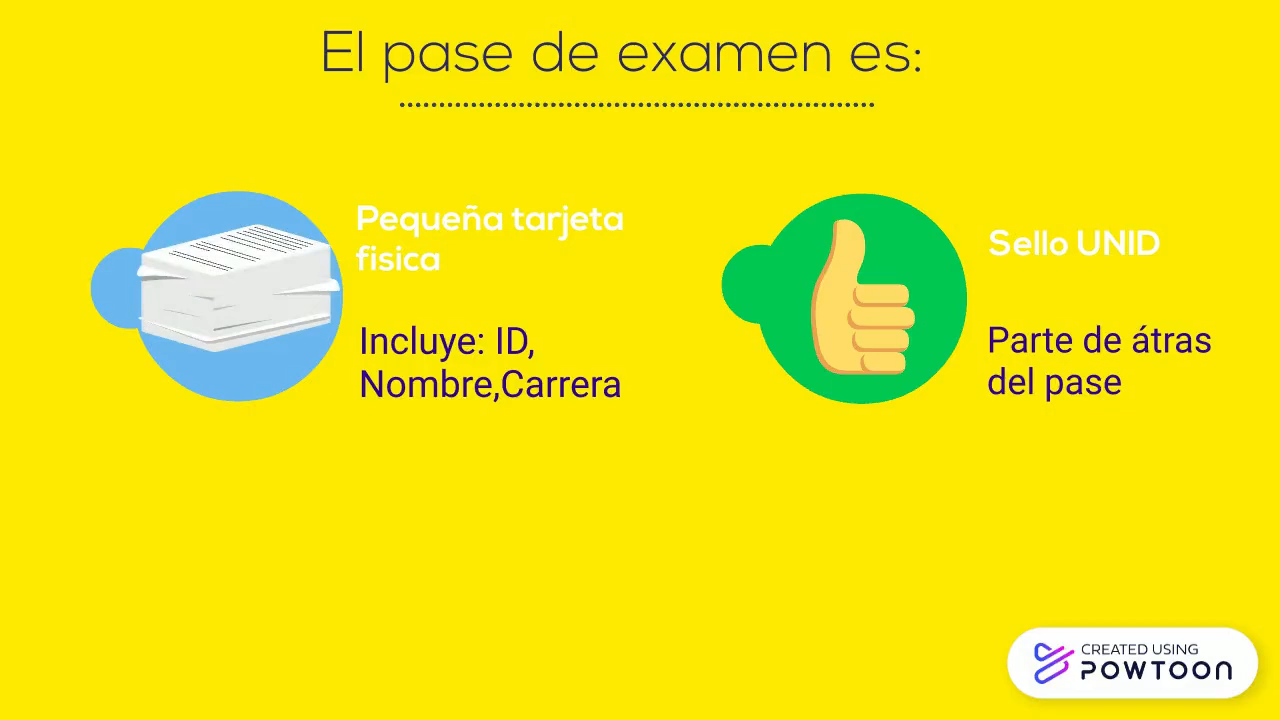 El pase de examen es:
Pequeña tarjeta
fisica
Incluye: ID,
Nombre,Carrera
Sello UNID
Parte de átras
del pase
CREATED USING
POWTOON